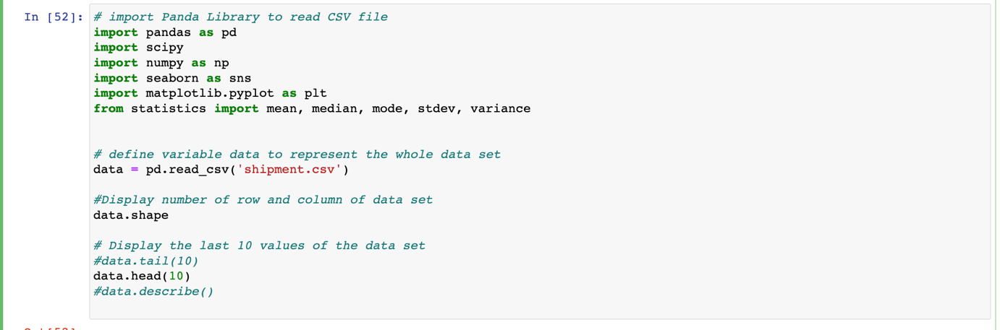 In [52]: # import Panda Library to read CSV file
import pandas as pd
import scipy
import numpy as np
import seaborn as sns
import matplotlib.pyplot as plt
from statistics import mean, median, mode, stdev, variance
# define variable data to represent the whole data set
data = pd.read_csv('shipment.csv')
#Display number of row and column of data set
data.shape
# Display the last 10 values of the data set
#data.tail(10)
data.head(10)
#data.describe()